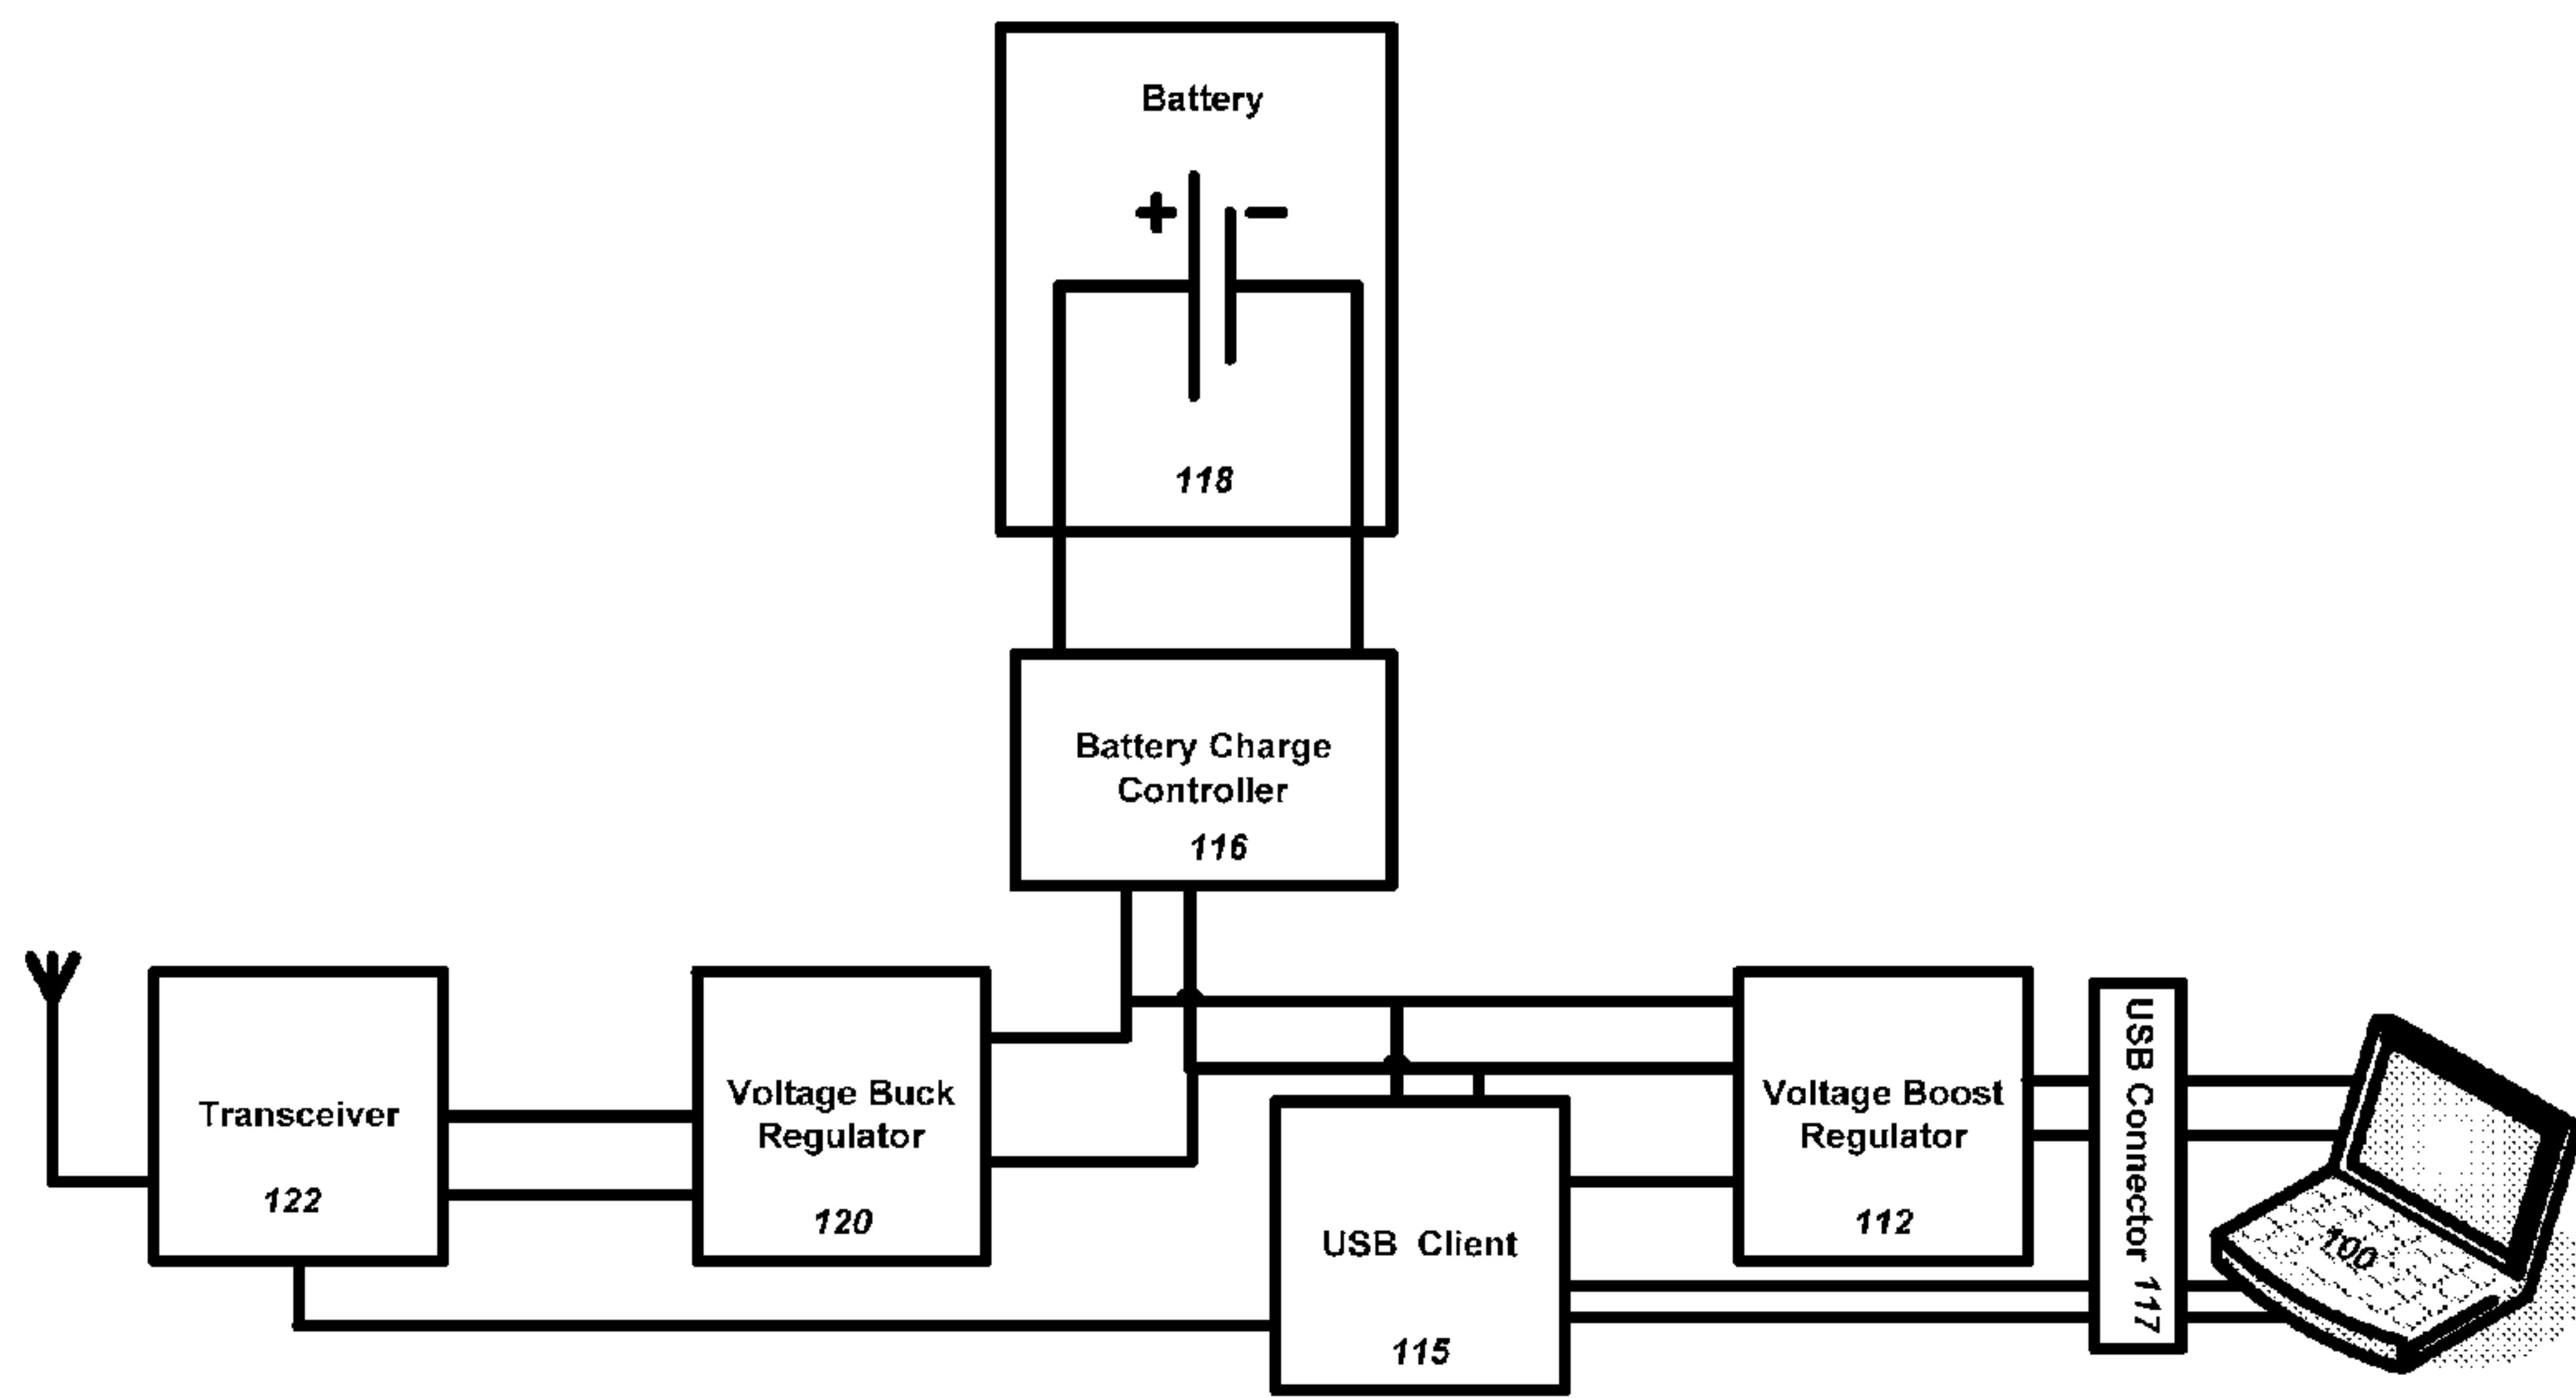 Battery
+ −
118
Battery Charge
Controller
116
Transceiver
122
Voltage Buck
Regulator
120
USB Client
115
Voltage Boost
Regulator
112
USB Connector 117
100